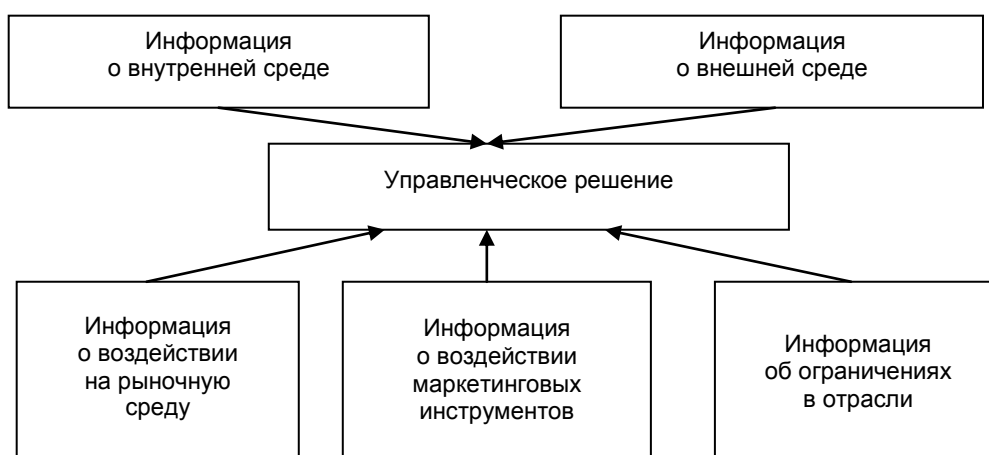 Информация
о внутренней среде
Информация
о внешней среде
Управленческое решение
Информация
о воздействии
на рыночную
среду
Информация
о воздействии
маркетинговых
инструментов
Информация
об ограничениях
в отрасли